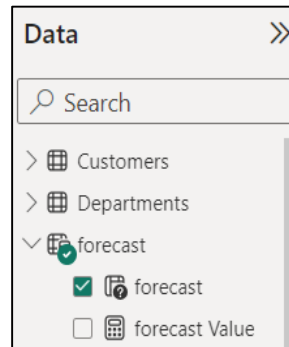 Data
Search
Customers
Departments
forecast
forecast
forecast Value